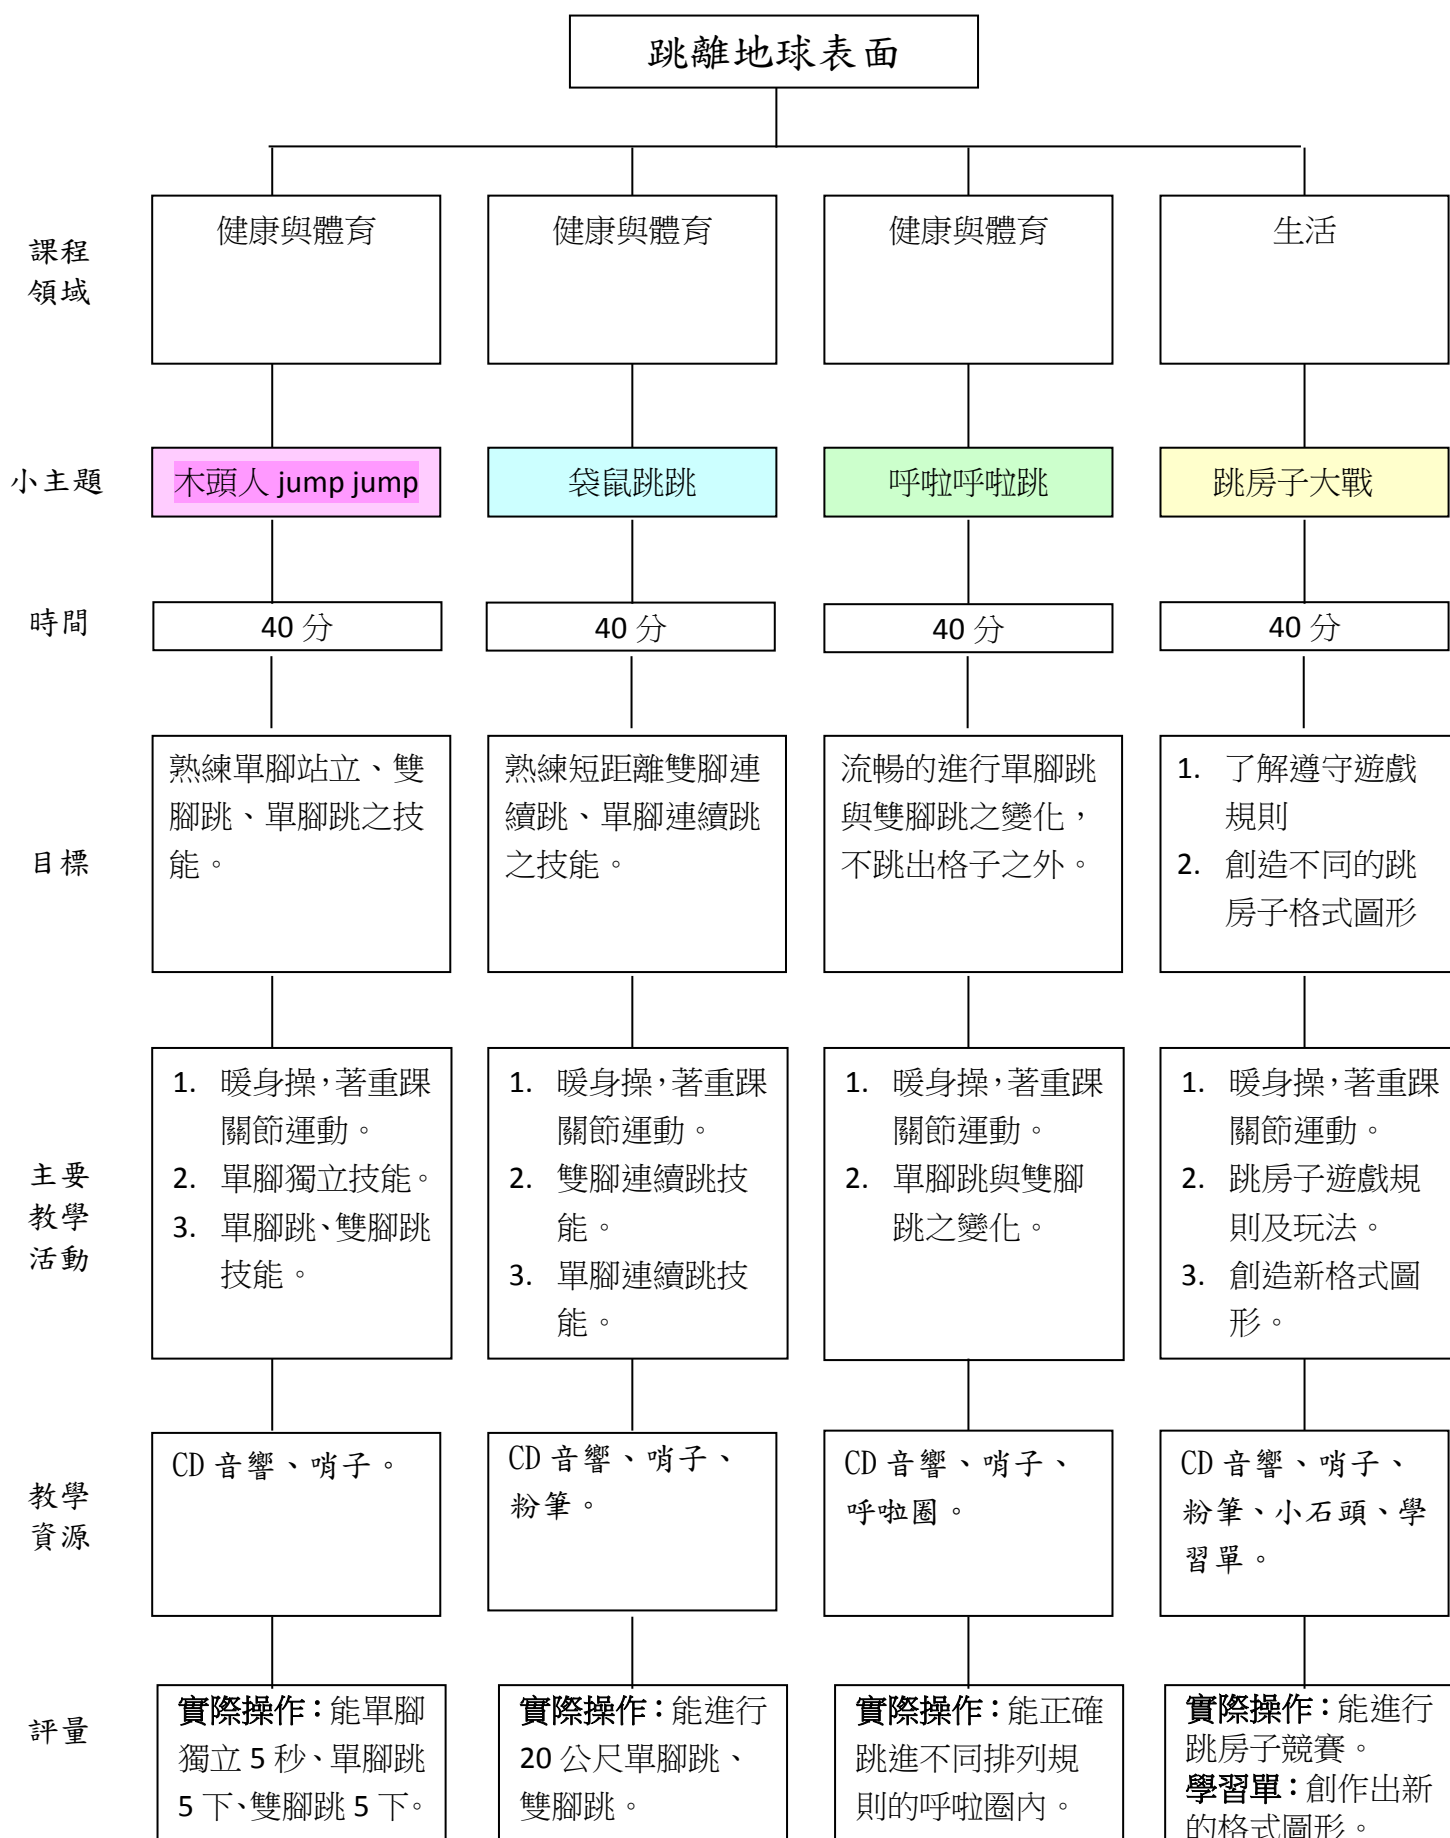 跳離地球表面
課程
領域
健康與體育
健康與體育
健康與體育
生活
小主題
木頭人 jump jump
袋鼠跳跳
呼啦呼啦跳
跳房子大戰
時間
40 分
40 分
40 分
40 分
目標
熟練單腳站立、雙
腳跳、單腳跳之技
能。
熟練短距離雙腳連
續跳、單腳連續跳
之技能。
流暢的進行單腳跳
與雙腳跳之變化，
不跳出格子之外。
1. 了解遵守遊戲
規則
2. 創造不同的跳
房子格式圖形
主要
教學
活動
1. 暖身操，著重踝
關節運動。
2. 單腳獨立技能。
3. 單腳跳、雙腳跳
技能。
1. 暖身操，著重踝
關節運動。
2. 雙腳連續跳技
能。
3. 單腳連續跳技
能。
1. 暖身操，著重踝
關節運動。
2. 單腳跳與雙腳
跳之變化。
1. 暖身操，著重踝
關節運動。
2. 跳房子遊戲規
則及玩法。
3. 創造新格式圖
形。
教學
資源
CD 音響、哨子。
CD 音響、哨子、
粉筆。
CD 音響、哨子、
呼啦圈。
CD 音響、哨子、
粉筆、小石頭、學
習單。
評量
實際操作：能單腳
獨立 5 秒、單腳跳
5 下、雙腳跳 5 下。
實際操作：能進行
20 公尺單腳跳、
雙腳跳。
實際操作：能正確
跳進不同排列規
則的呼啦圈內。
實際操作：能進行
跳房子競賽。
學習單：創作出新
的格式圖形。